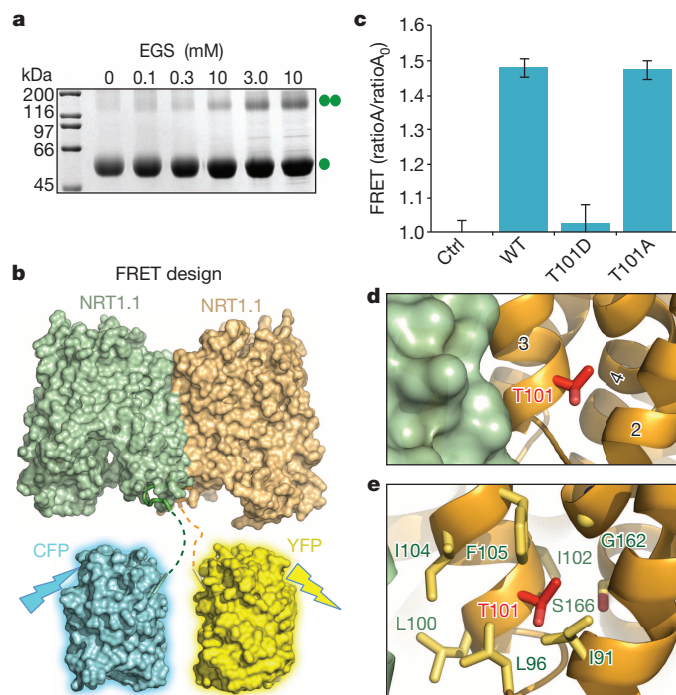 a
EGS (mM)
kDa
0 0.1 0.3 10 3.0 10
200
116
97
66
45
b
FRET design
NRT1.1 NRT1.1
CFP YFP
c
FRET (ratioA/ratioA0)
1.5
1.4
1.3
1.2
1.1
1.0
Ctrl
WT
T101D
T101A
d
3
T101
4
2
e
I104
F105
I102
G162
T101
S166
L100
L96
I91